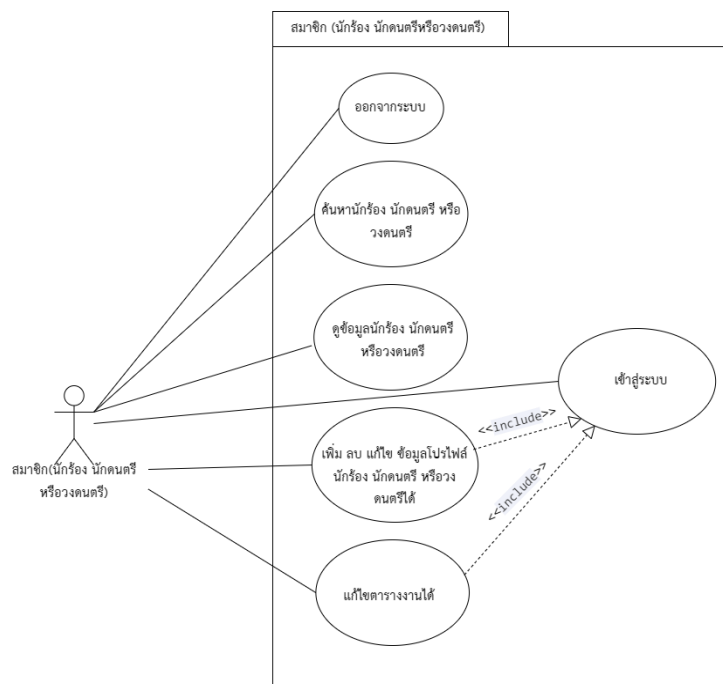 สมาชิก (นักร้อง นักดนตรีหรือวงดนตรี)
ออกจากระบบ
ค้นหานักร้อง นักดนตรี หรือ
วงดนตรี
ดูข้อมูลนักร้อง นักดนตรี
หรือวงดนตรี
เข้าสู่ระบบ
<<include>>
เพิ่ม ลบ แก้ไข ข้อมูลโปรไฟล์
นักร้อง นักดนตรี หรือวง
ดนตรีได้
<<include>>
สมาชิก(นักร้อง นักดนตรี
หรือวงดนตรี)
แก้ไขตารางงานได้